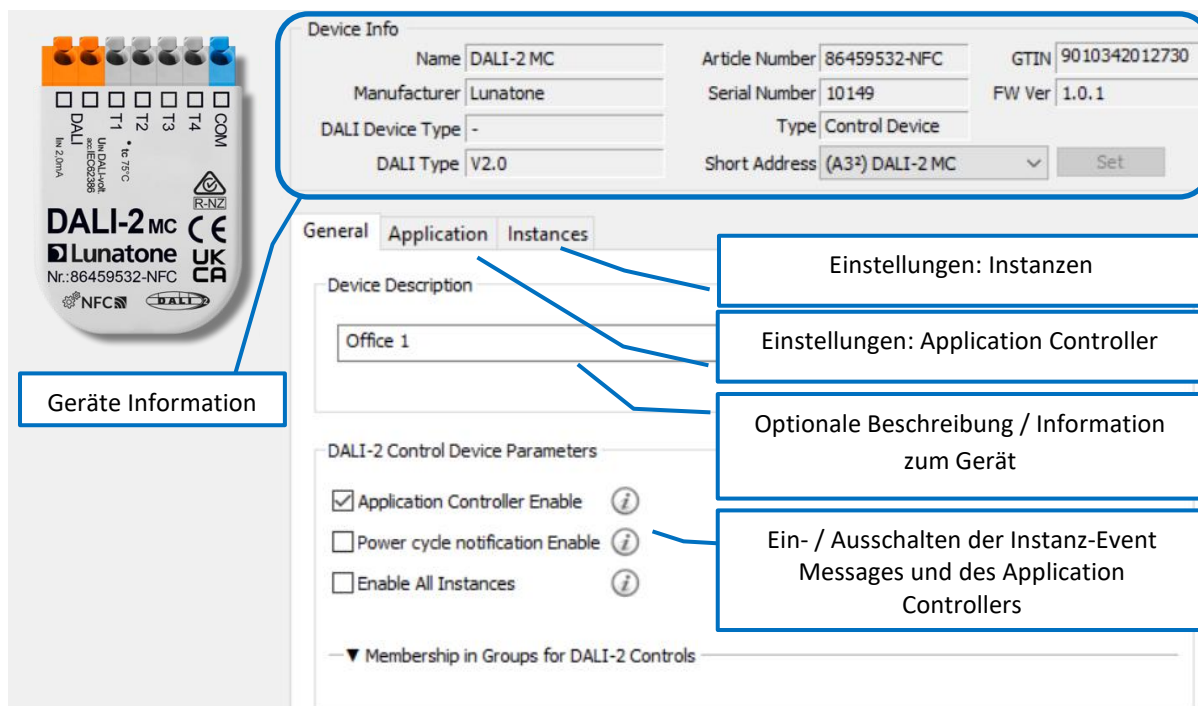 DALI
T1
T2
T3
T4
COM
IIN 2.0mA
UIN DALI-volt.
acc.IEC62386
• tc 75°C
R-NZ
DALI-2 MC
CE
Lunatone
UK
CA
Nr.:86459532-NFC
NFC
DALI 2
Geräte Information
Device Info
Name DALI-2 MC Article Number 86459532-NFC GTIN 9010342012730
Manufacturer Lunatone Serial Number 10149 FW Ver 1.0.1
DALI Device Type - Type Control Device
DALI Type V2.0 Short Address (A3²) DALI-2 MC Set
General Application Instances
Einstellungen: Instanzen
Device Description
Office 1
Einstellungen: Application Controller
Optionale Beschreibung / Information
zum Gerät
DALI-2 Control Device Parameters
Application Controller Enable
Power cycle notification Enable
Enable All Instances
Ein- / Ausschalten der Instanz-Event
Messages und des Application
Controllers
▼ Membership in Groups for DALI-2 Controls